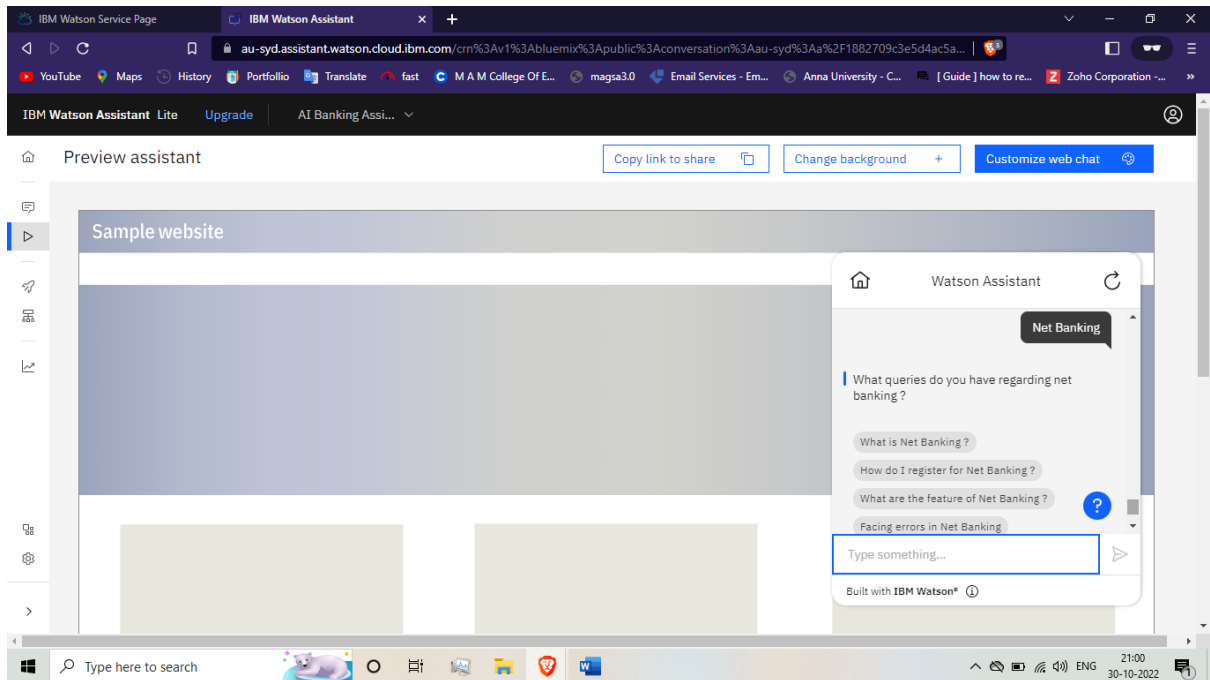 IBM Watson Service Page
IBM Watson Assistant
au-syd.assistant.watson.cloud.ibm.com/crn%3Av1%3Abluemix%3Apublic%3Aconversation%3Aau-syd%3Aa%2F1882709c3e5d4ac5a...
YouTube Maps History Portfolio Translate fast M A M College Of E... magsa3.0 Email Services - Em... Anna University - C... [ Guide ] how to re... Zoho Corporation -... »
IBM Watson Assistant Lite Upgrade AI Banking Assi...
Preview assistant
Copy link to share
Change background +
Customize web chat
Sample website
Watson Assistant
Net Banking
What queries do you have regarding net
banking ?
What is Net Banking ?
How do I register for Net Banking ?
What are the feature of Net Banking ?
Facing errors in Net Banking
?
Type something...
Built with IBM Watson®
Type here to search
ENG
21:00
30-10-2022